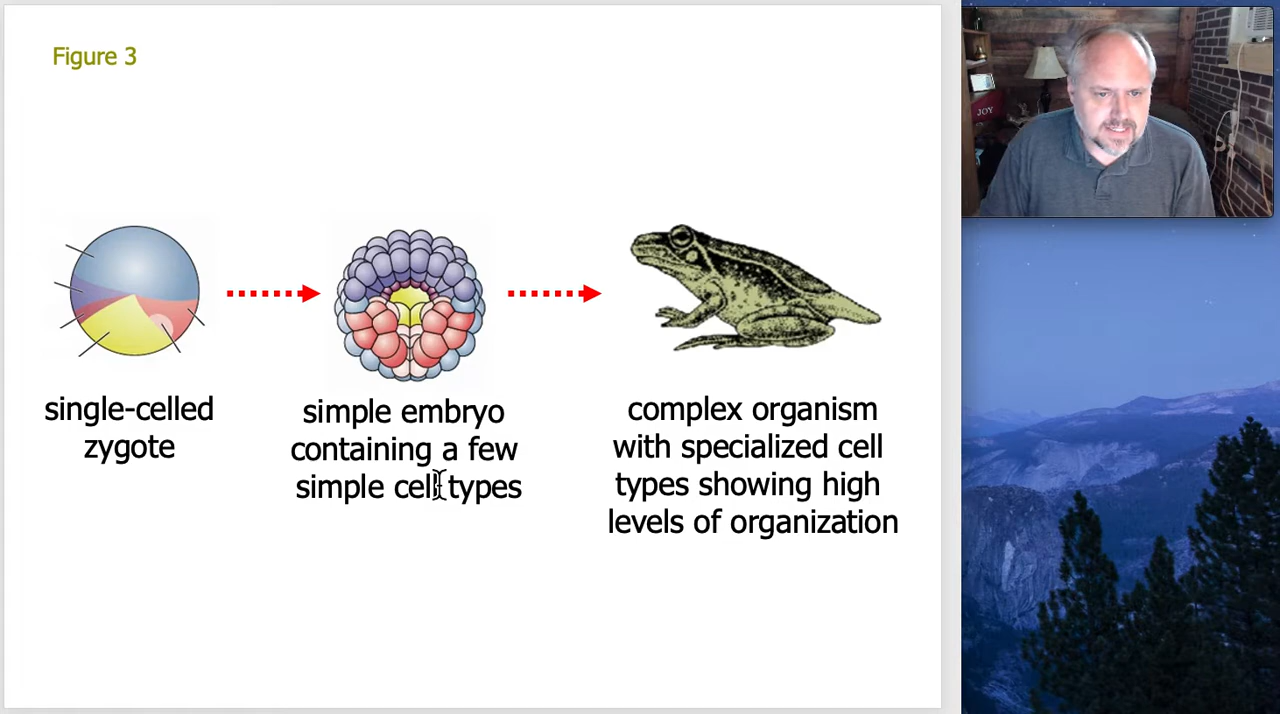 Figure 3
single-celled
zygote
simple embryo
containing a few
simple cell types
complex organism
with specialized cell
types showing high
levels of organization
JOY